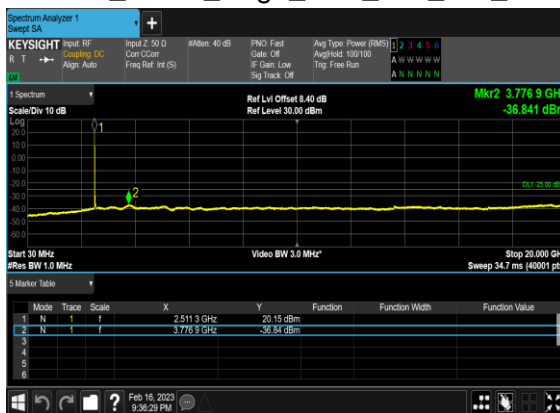 Spectrum Analyzer 1
Swept SA
KEYSIGHT Input: RF Input Z: 50 Ω #Atten: 40 dB PNO: Fast Avg Type: Power (RMS) 1 2 3 4 5 6
R T Coupling: DC Corr CCorr Gate: Off Avg|Hold: 100/100 A W W W W W
Align: Auto Freq Ref: Int (S) IF Gain: Low Trig: Free Run A N N N N N
Sig Track: Off
1 Spectrum Ref Lvl Offset 8.40 dB Mkr2 3.776 9 GH
Scale/Div 10 dB Ref Level 30.00 dBm -36.841 dBr
Log
20.0 1
10.0
0.00
-10.0
-20.0 DL1 -25.00 dB
-30.0 2
-40.0
-50.0
-60.0
Start 30 MHz Video BW 3.0 MHz* Stop 20.000 GH
#Res BW 1.0 MHz Sweep 34.7 ms (40001 pt
5 Marker Table
Mode Trace Scale X Y Function Function Width Function Value
1 N 1 f 2.511 3 GHz 20.15 dBm
2 N 1 f 3.776 9 GHz -36.84 dBm
3
4
5
6
? Feb 16, 2023
9:36:29 PM